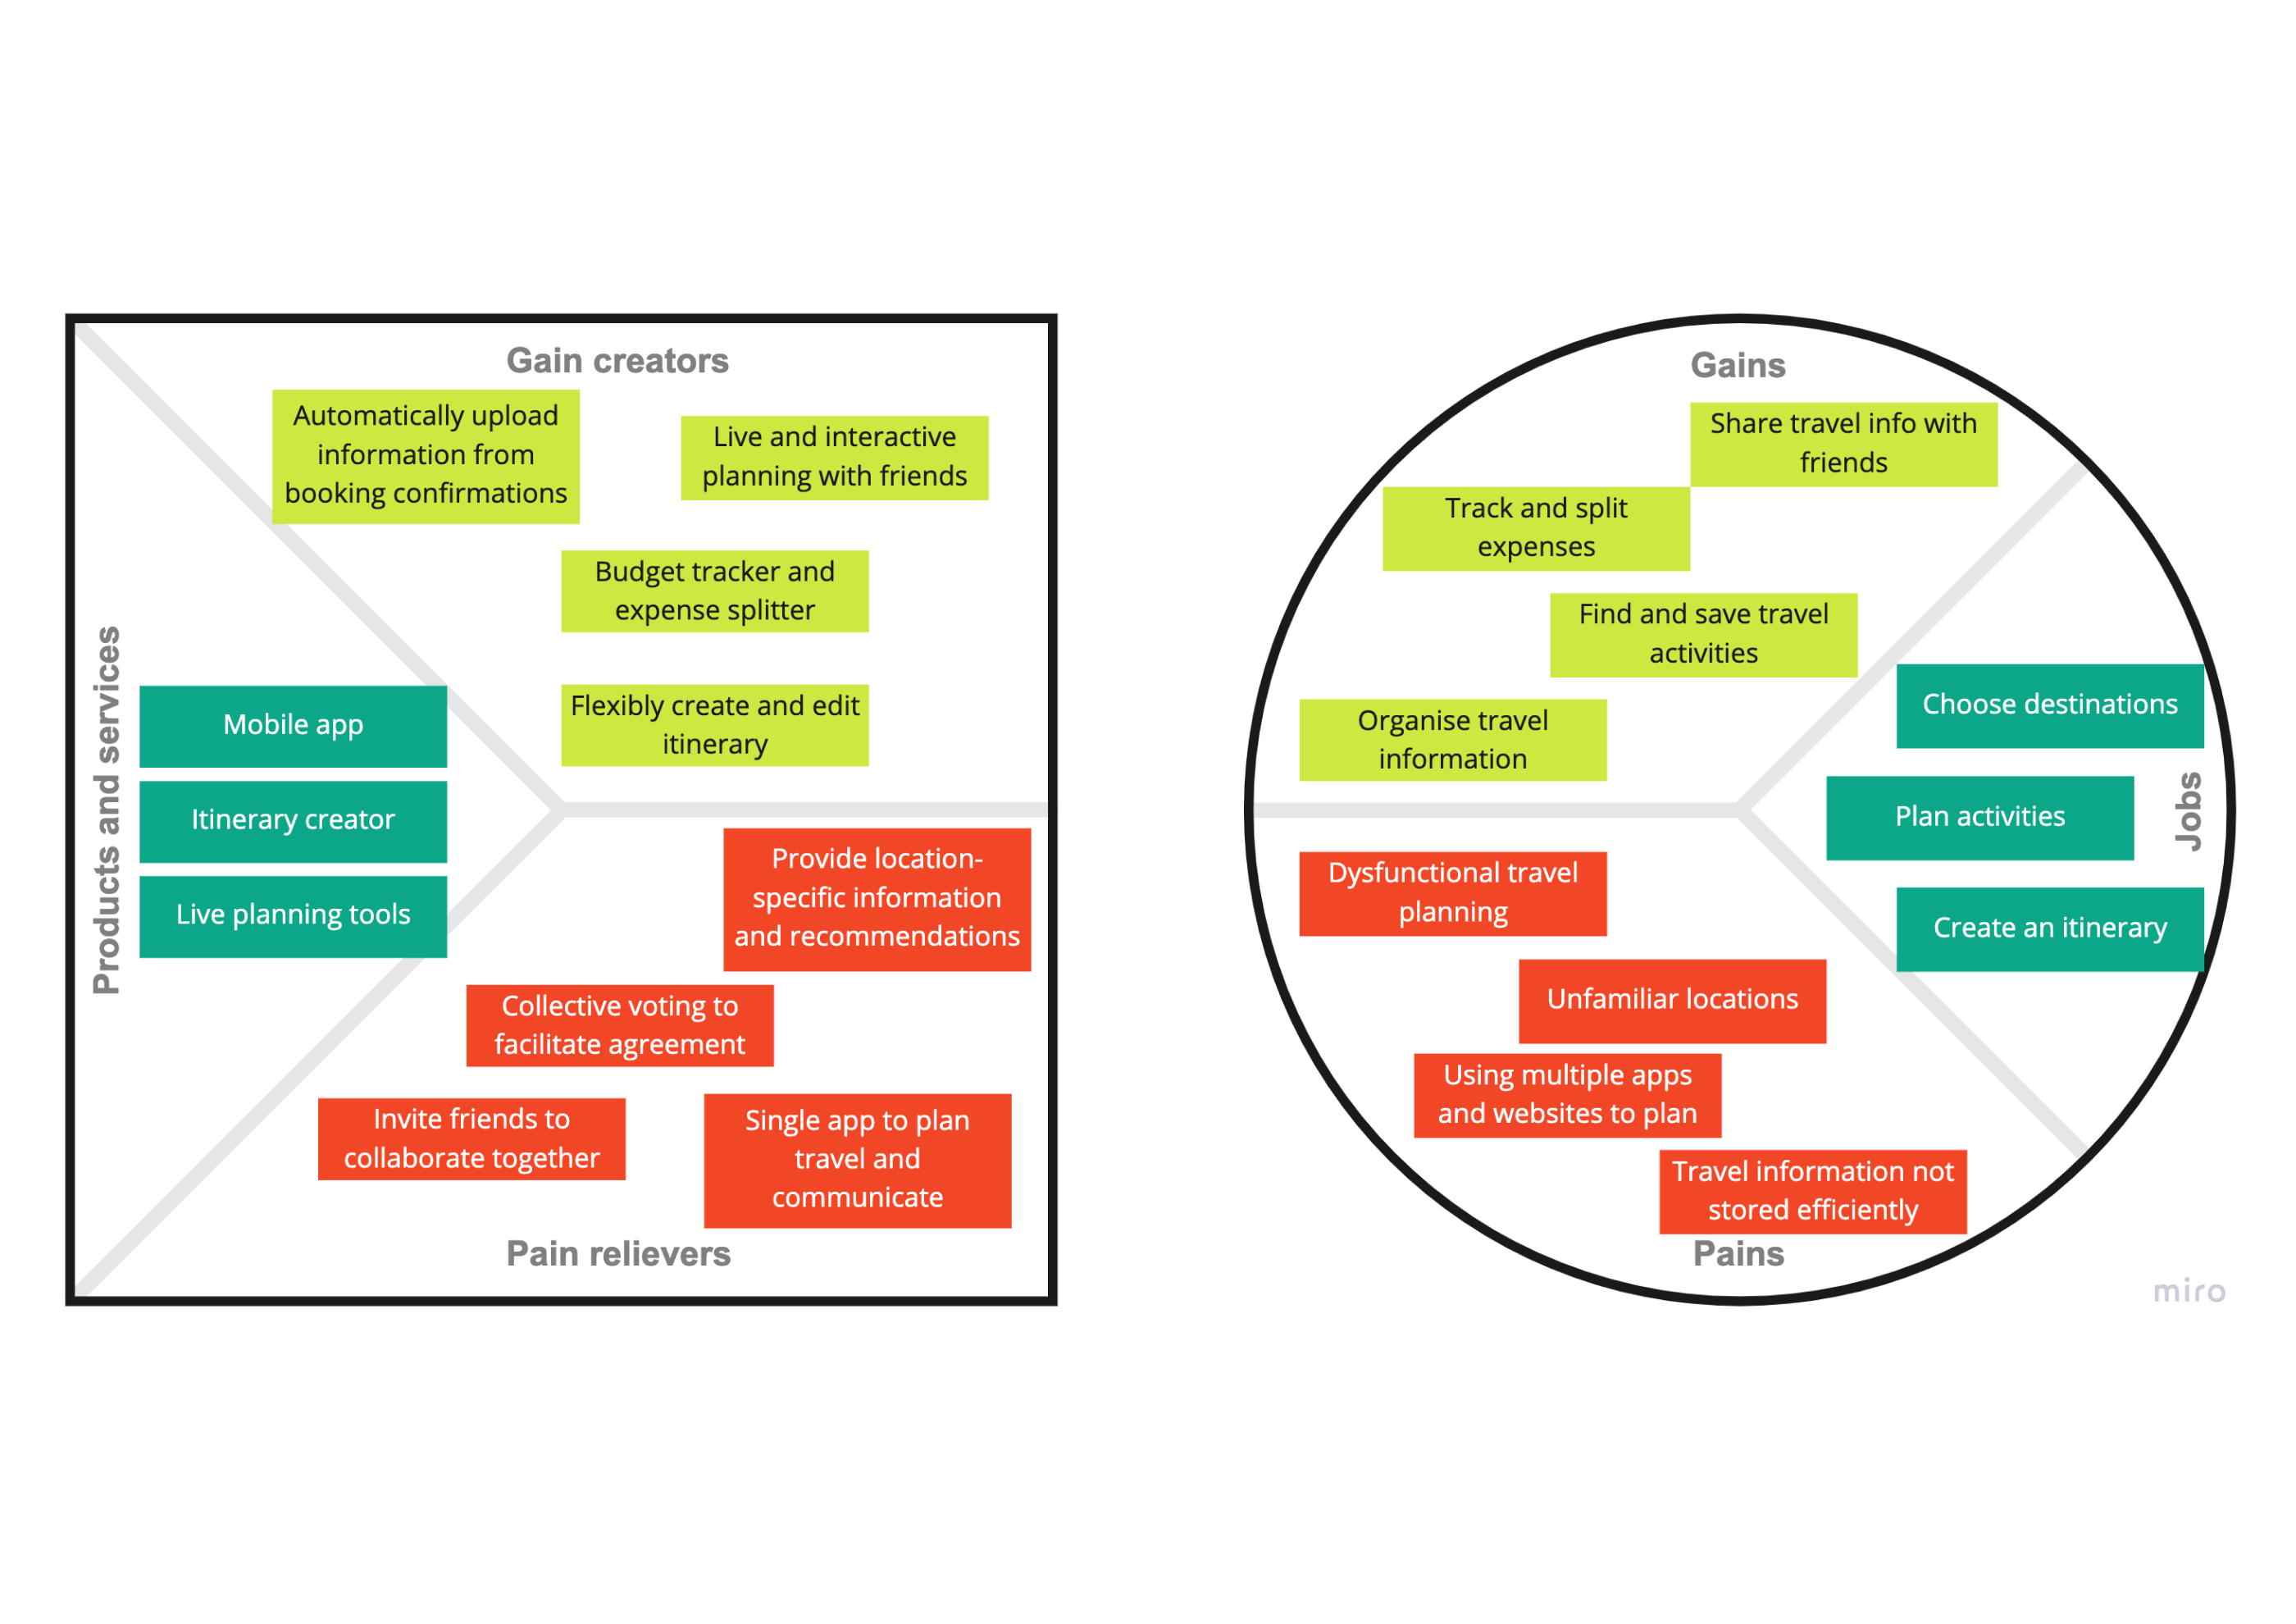 Gain creators
Automatically upload
information from
booking confirmations
Live and interactive
planning with friends
Budget tracker and
expense splitter
Flexibly create and edit
itinerary
Products and services
Mobile app
Itinerary creator
Live planning tools
Provide location-
specific information
and recommendations
Collective voting to
facilitate agreement
Invite friends to
collaborate together
Single app to plan
travel and
communicate
Pain relievers
Gains
Share travel info with
friends
Track and split
expenses
Find and save travel
activities
Organise travel
information
Choose destinations
Plan activities
Create an itinerary
Jobs
Dysfunctional travel
planning
Unfamiliar locations
Using multiple apps
and websites to plan
Travel information not
stored efficiently
Pains
miro